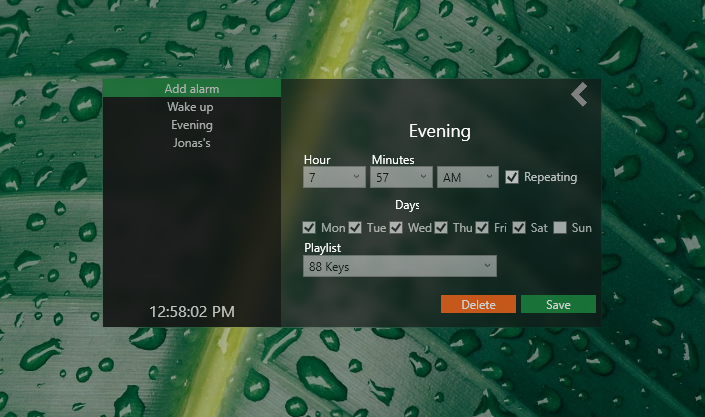 Add alarm
Wake up
Evening
Jonas's
12:58:02 PM
Evening
Hour Minutes
7 57 AM Repeating
Days
Mon Tue Wed Thu Fri Sat Sun
Playlist
88 Keys
Delete Save